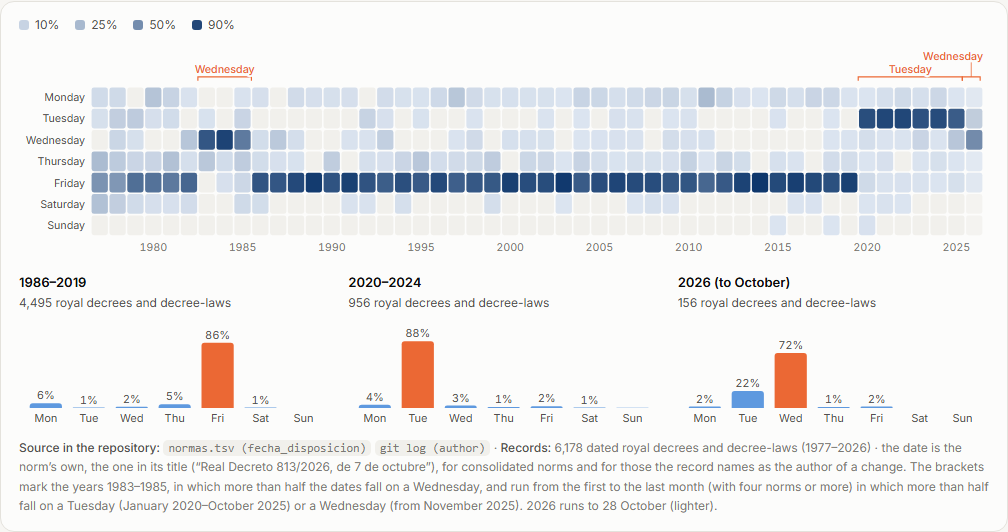 10% 25% 50% 90%
Wednesday
Wednesday Tuesday
Monday
Tuesday
Wednesday
Thursday
Friday
Saturday
Sunday
1980 1985 1990 1995 2000 2005 2010 2015 2020 2025
1986–2019
4,495 royal decrees and decree-laws
86%
6% 1% 2% 5% 1%
Mon Tue Wed Thu Fri Sat Sun
2020–2024
956 royal decrees and decree-laws
88%
4% 3% 1% 2% 1%
Mon Tue Wed Thu Fri Sat Sun
2026 (to October)
156 royal decrees and decree-laws
72%
2% 22% 1% 2%
Mon Tue Wed Thu Fri Sat Sun
Source in the repository: normas.tsv (fecha_disposicion) git log (author) · Records: 6,178 dated royal decrees and decree-laws (1977–2026) · the date is the
norm’s own, the one in its title (“Real Decreto 813/2026, de 7 de octubre”), for consolidated norms and for those the record names as the author of a change. The brackets
mark the years 1983–1985, in which more than half the dates fall on a Wednesday, and run from the first to the last month (with four norms or more) in which more than half
fall on a Tuesday (January 2020–October 2025) or a Wednesday (from November 2025). 2026 runs to 28 October (lighter).